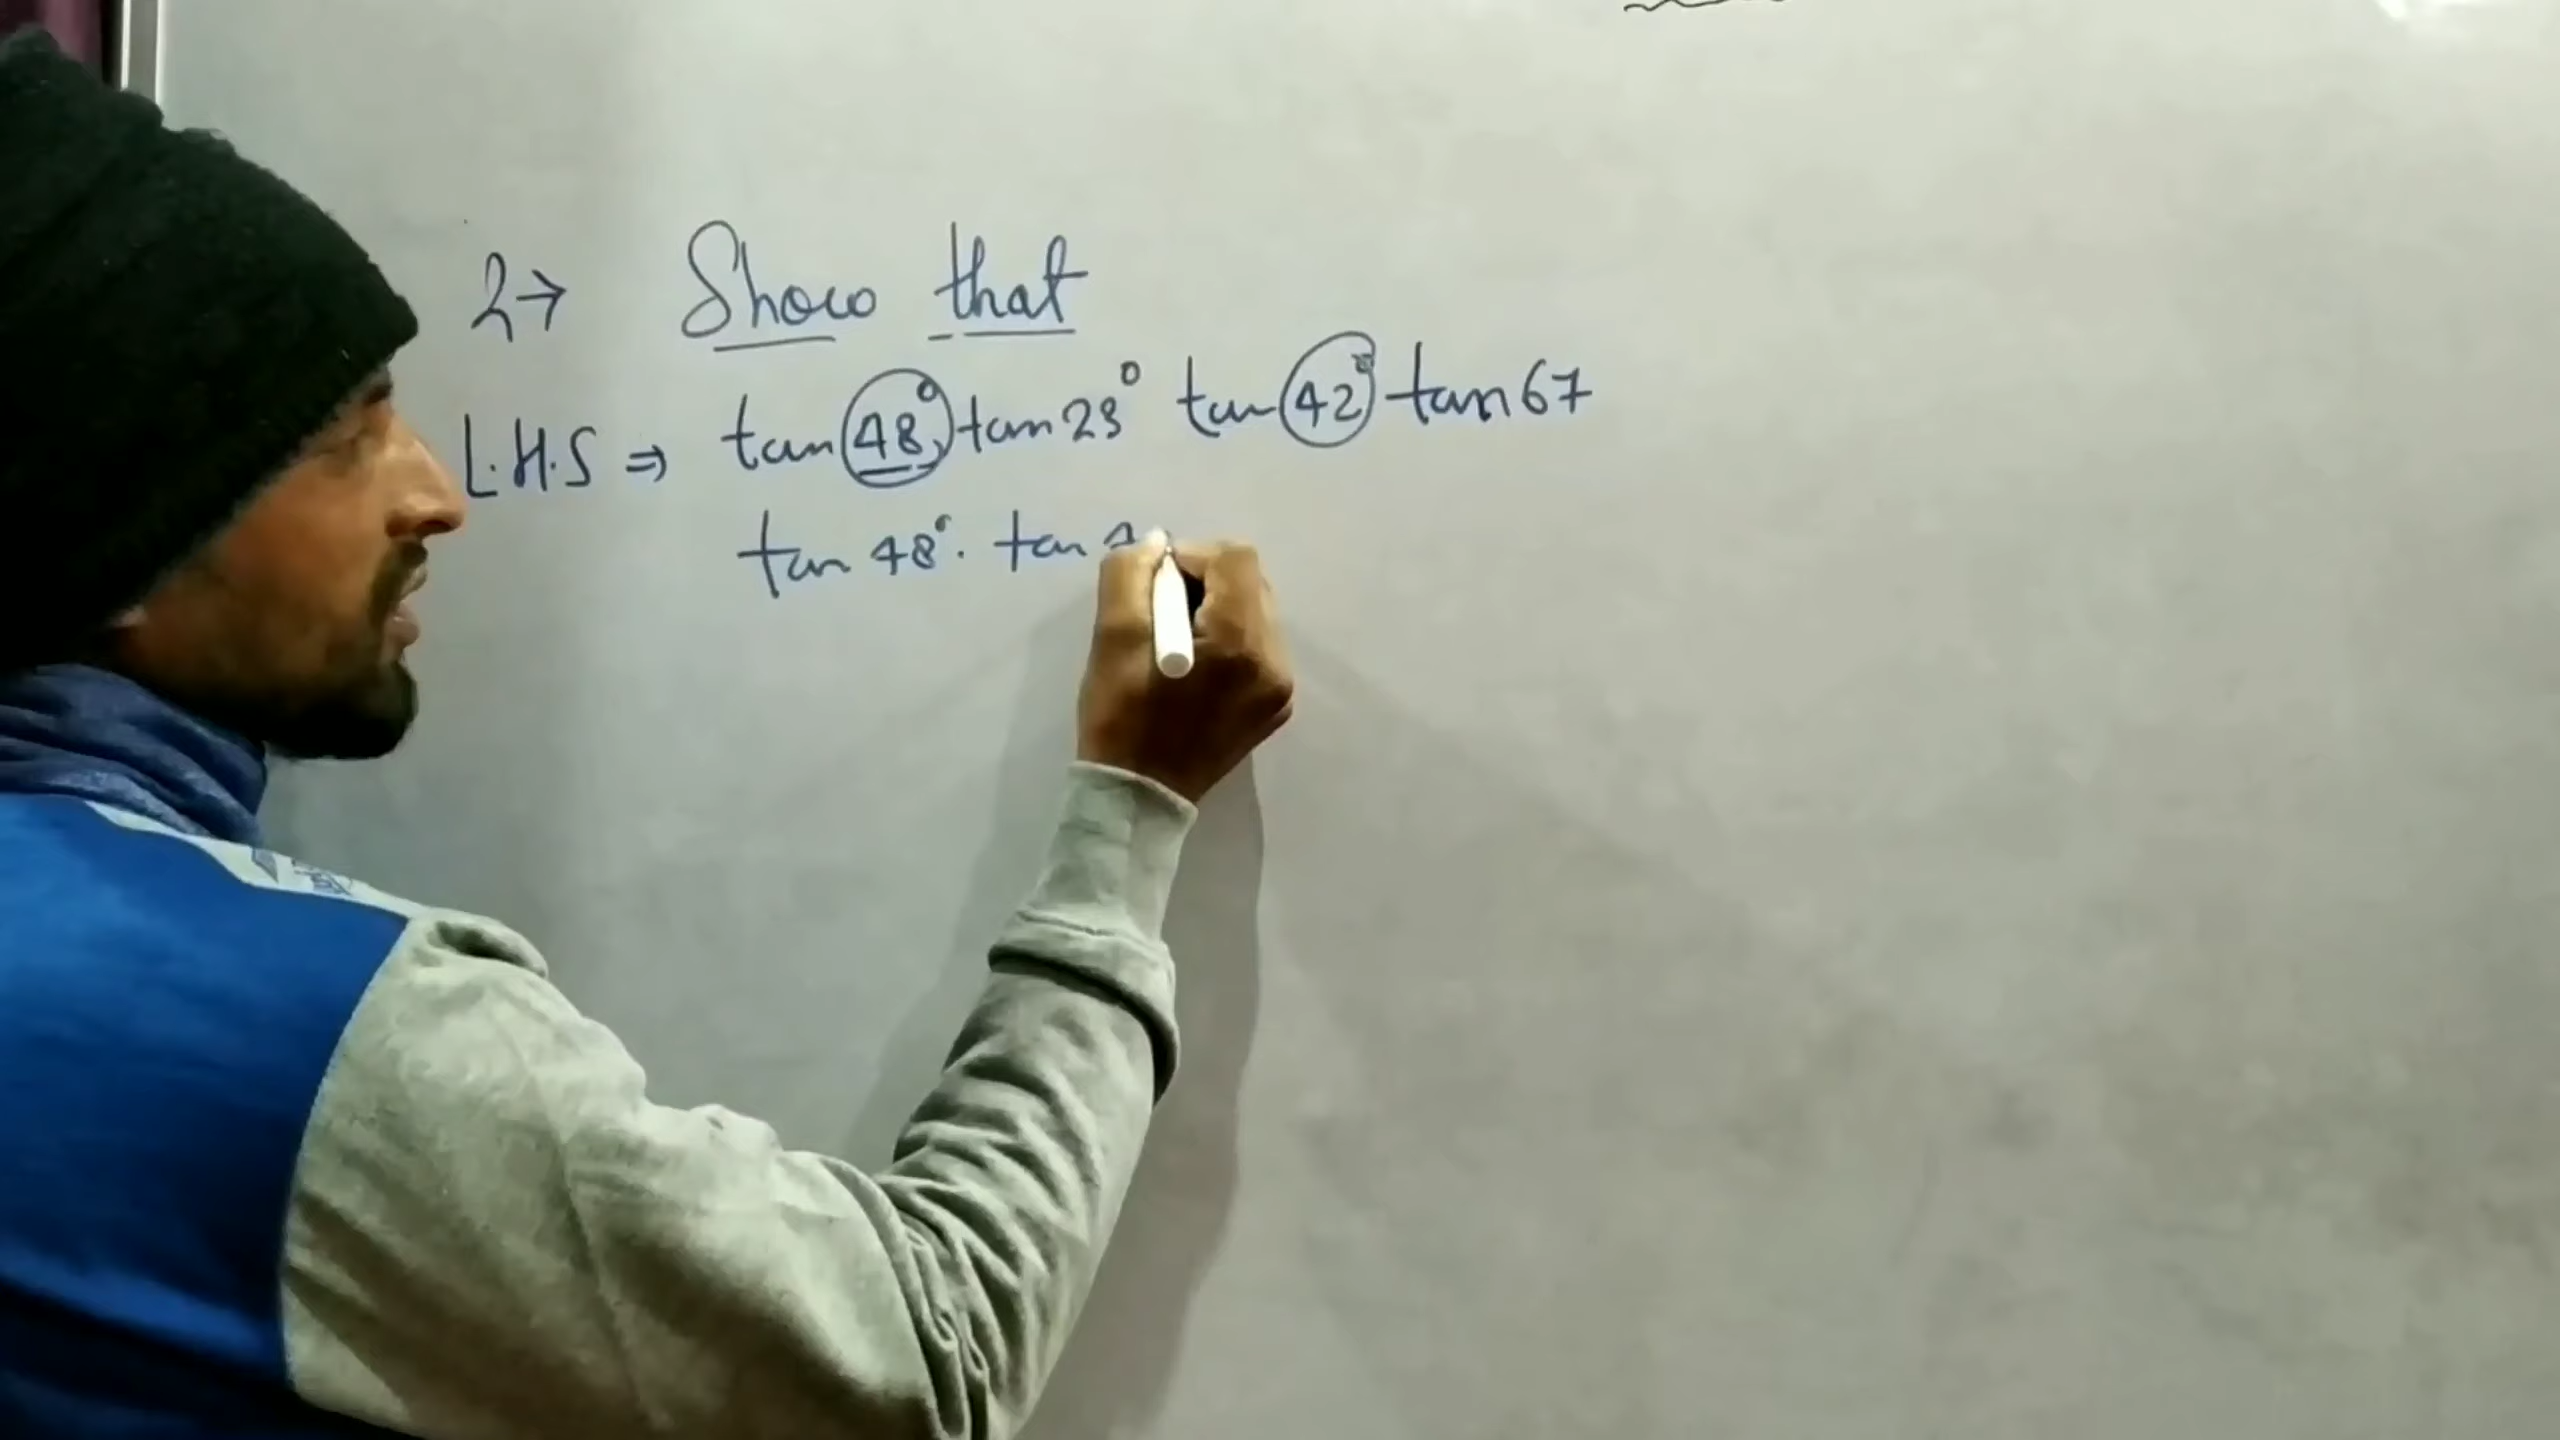 2→ Show that
L.H.S ⇒ tan 48° tan 23° tan 42° tan 67
tan 48°. tan